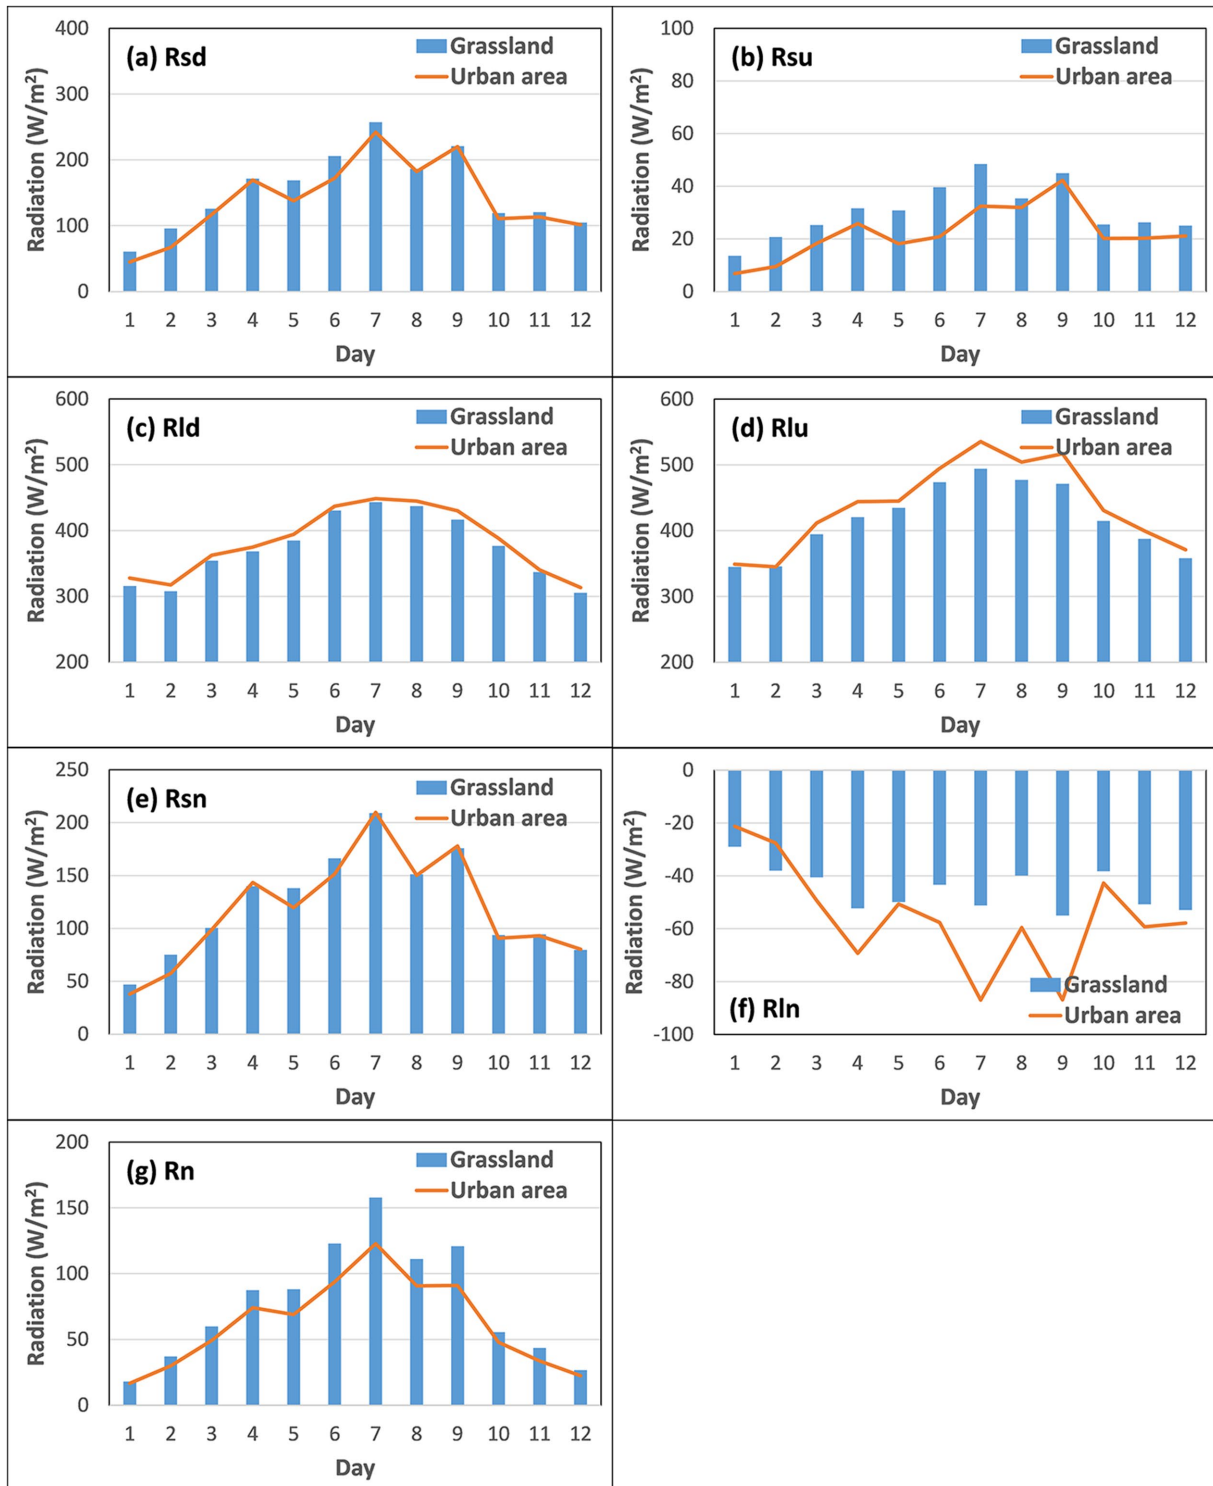 (a) Rsd
Grassland
Urban area
Radiation (W/m²)
400
300
200
100
0
1 2 3 4 5 6 7 8 9 10 11 12
Day
(b) Rsu
Grassland
Urban area
Radiation (W/m²)
100
80
60
40
20
0
1 2 3 4 5 6 7 8 9 10 11 12
Day
(c) Rld
Grassland
Urban area
Radiation (W/m²)
600
500
400
300
200
1 2 3 4 5 6 7 8 9 10 11 12
Day
(d) Rlu
Grassland
Urban area
Radiation (W/m²)
600
500
400
300
200
1 2 3 4 5 6 7 8 9 10 11 12
Day
(e) Rsn
Grassland
Urban area
Radiation (W/m²)
250
200
150
100
50
0
1 2 3 4 5 6 7 8 9 10 11 12
Day
Radiation (W/m²)
0
-20
-40
-60
-80
-100
Grassland
Urban area
(f) Rln
1 2 3 4 5 6 7 8 9 10 11 12
Day
(g) Rn
Grassland
Urban area
Radiation (W/m²)
200
150
100
50
0
1 2 3 4 5 6 7 8 9 10 11 12
Day